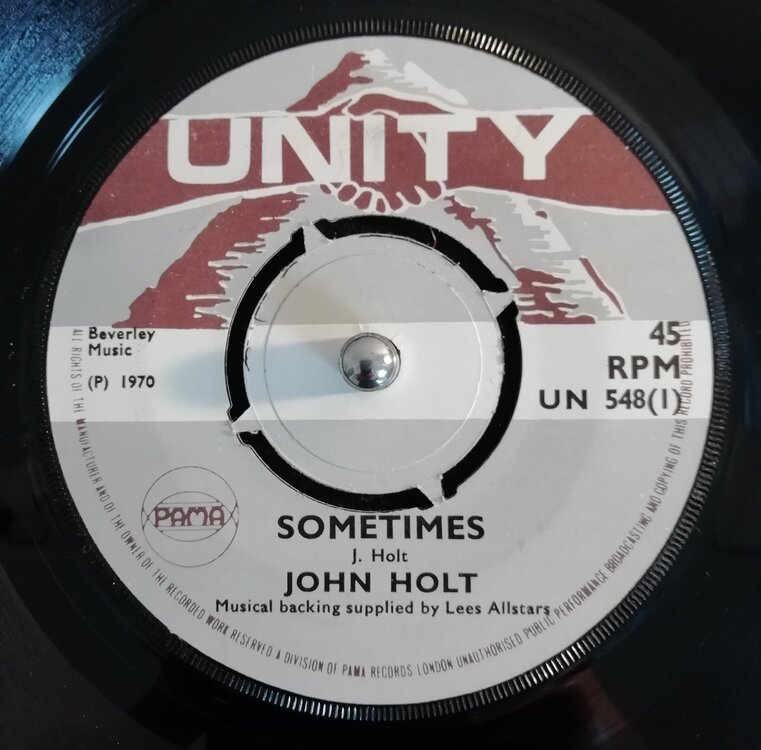 UNITY
Beverley
Music
(P) 1970
45
RPM
UN 548(1)
PAMA
SOMETIMES
J. Holt
JOHN HOLT
Musical backing supplied by Lees Allstars
ALL RIGHTS OF THE MANUFACTURER AND OF THE OWNER OF THE RECORDED WORK RESERVED A DIVISION OF PAMA RECORDS LONDON UNAUTHORISED PUBLIC PERFORMANCE BROADCASTING AND COPYING OF THIS RECORD PROHIBITED